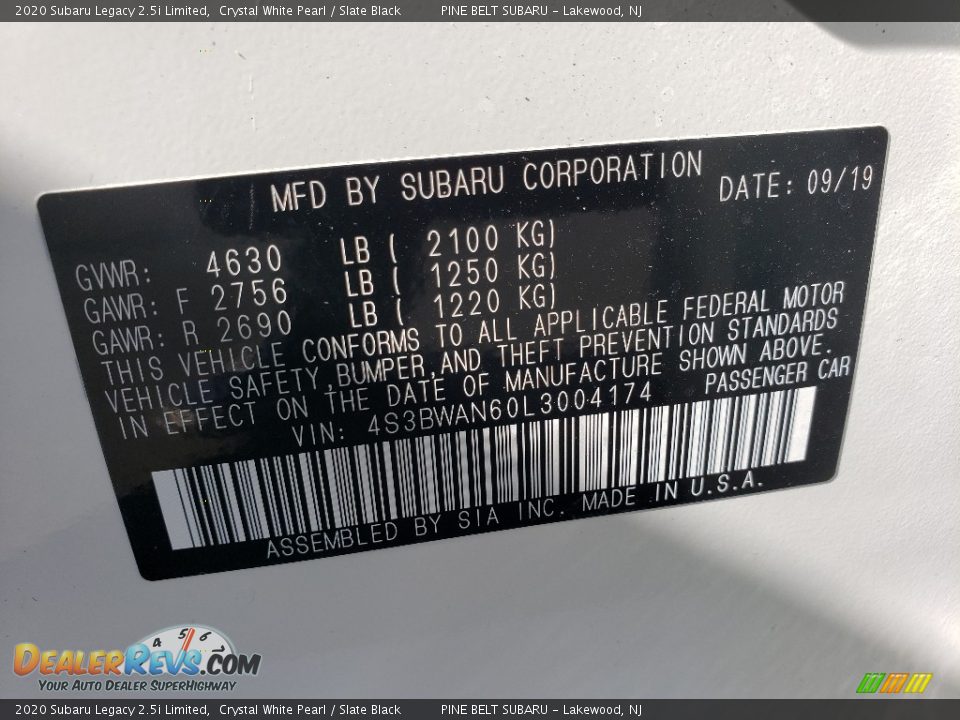 2020 Subaru Legacy 2.5i Limited, Crystal White Pearl / Slate Black PINE BELT SUBARU - Lakewood, NJ
MFD BY SUBARU CORPORATION DATE: 09/19
GVWR: 4630 LB ( 2100 KG)
GAWR: F 2756 LB ( 1250 KG)
GAWR: R 2690 LB ( 1220 KG)
THIS VEHICLE CONFORMS TO ALL APPLICABLE FEDERAL MOTOR
VEHICLE SAFETY,BUMPER,AND THEFT PREVENTION STANDARDS
IN EFFECT ON THE DATE OF MANUFACTURE SHOWN ABOVE.
VIN: 4S3BWAN60L3004174 PASSENGER CAR
ASSEMBLED BY SIA INC. MADE IN U.S.A.
4 5 6 7
DEALERREVS.COM
YOUR AUTO DEALER SUPERHIGHWAY
2020 Subaru Legacy 2.5i Limited, Crystal White Pearl / Slate Black PINE BELT SUBARU - Lakewood, NJ